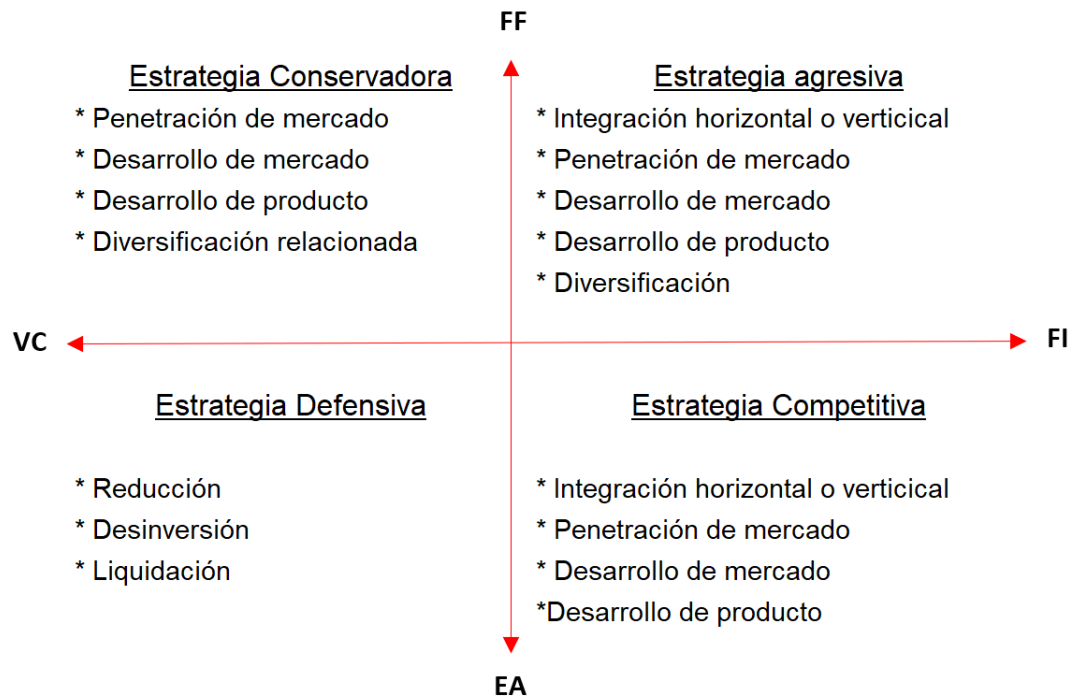 FF
Estrategia Conservadora
* Penetración de mercado
* Desarrollo de mercado
* Desarrollo de producto
* Diversificación relacionada
Estrategia agresiva
* Integración horizontal o verticical
* Penetración de mercado
* Desarrollo de mercado
* Desarrollo de producto
* Diversificación
VC
FI
Estrategia Defensiva
* Reducción
* Desinversión
* Liquidación
Estrategia Competitiva
* Integración horizontal o verticical
* Penetración de mercado
* Desarrollo de mercado
*Desarrollo de producto
EA